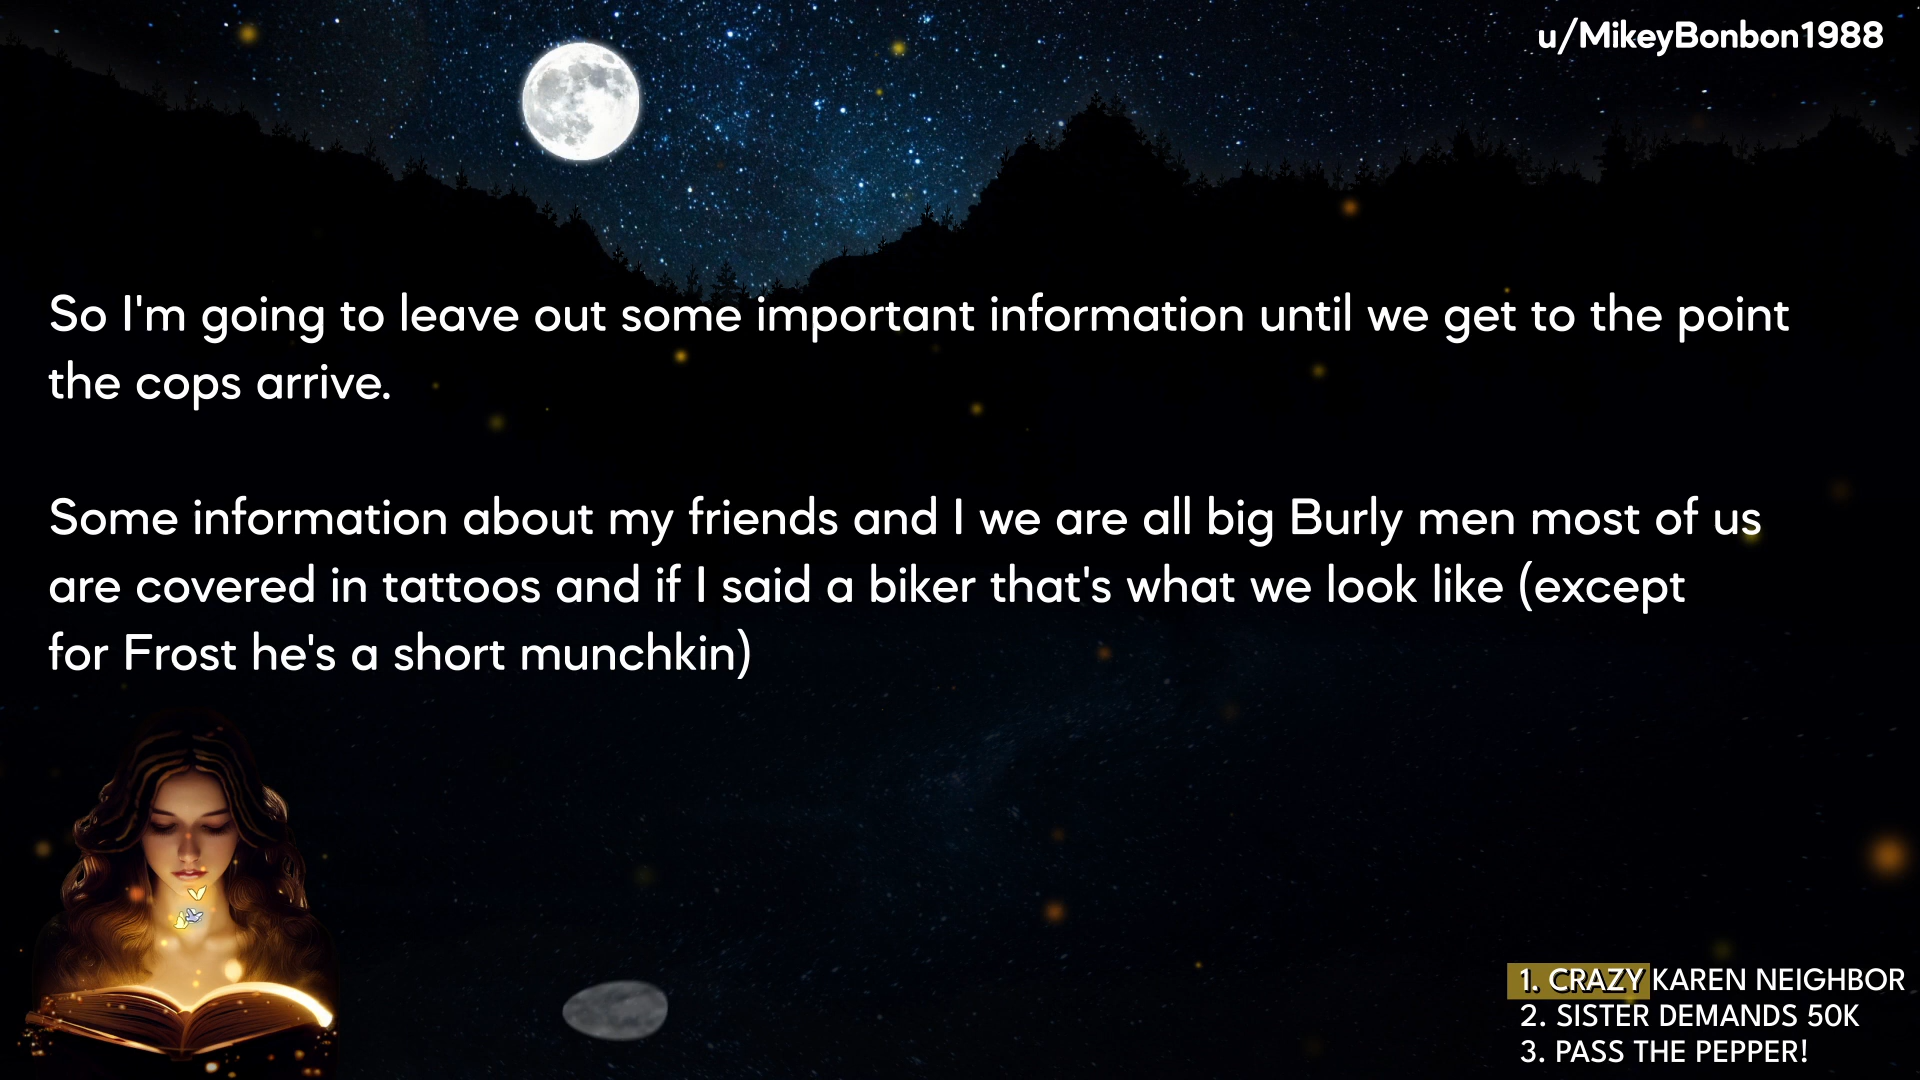 u/MikeyBonbon1988
So I'm going to leave out some important information until we get to the point
the cops arrive.
Some information about my friends and I we are all big Burly men most of us
are covered in tattoos and if I said a biker that's what we look like (except
for Frost he's a short munchkin)
1. CRAZY KAREN NEIGHBOR
2. SISTER DEMANDS 50K
3. PASS THE PEPPER!